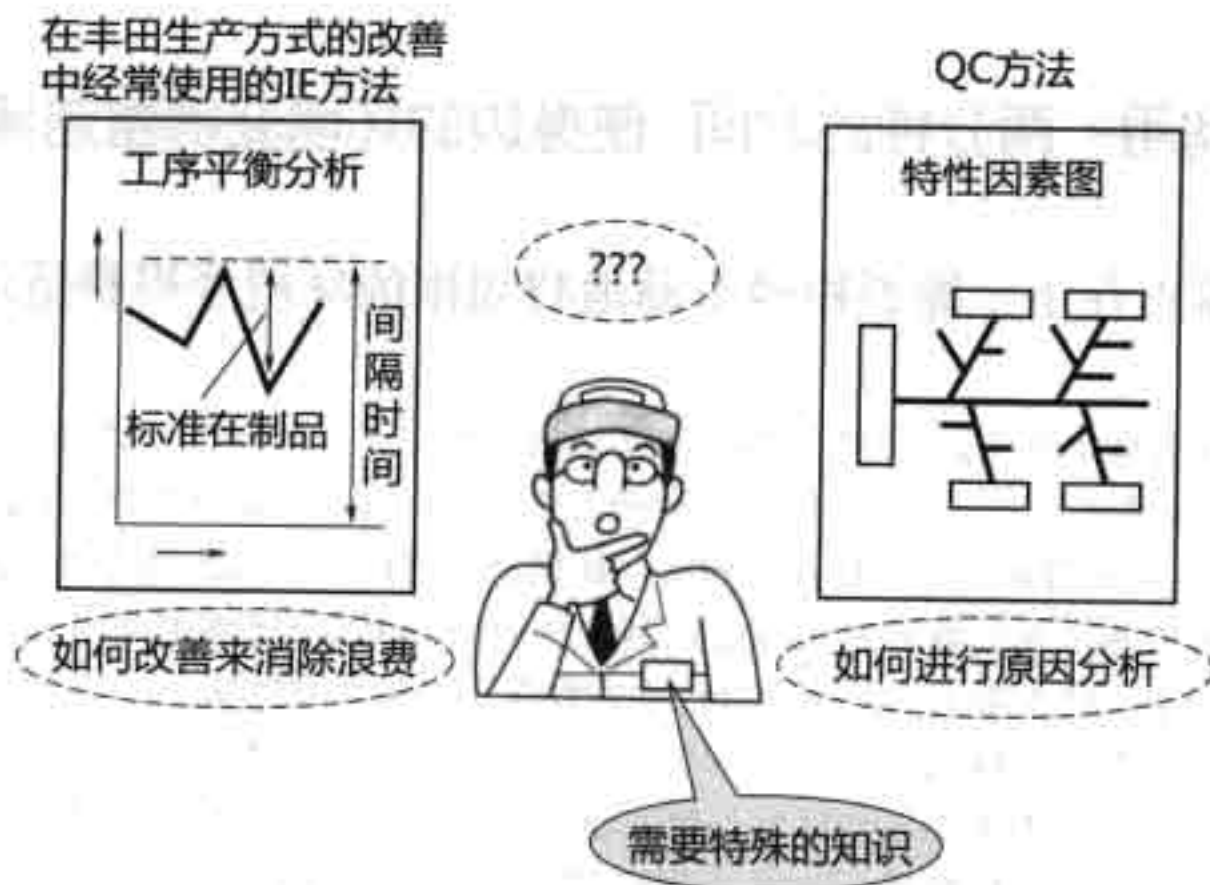 在丰田生产方式的改善
中经常使用的IE方法
工序平衡分析
间隔时间
标准在制品
如何改善来消除浪费
???
QC方法
特性因素图
如何进行原因分析
需要特殊的知识